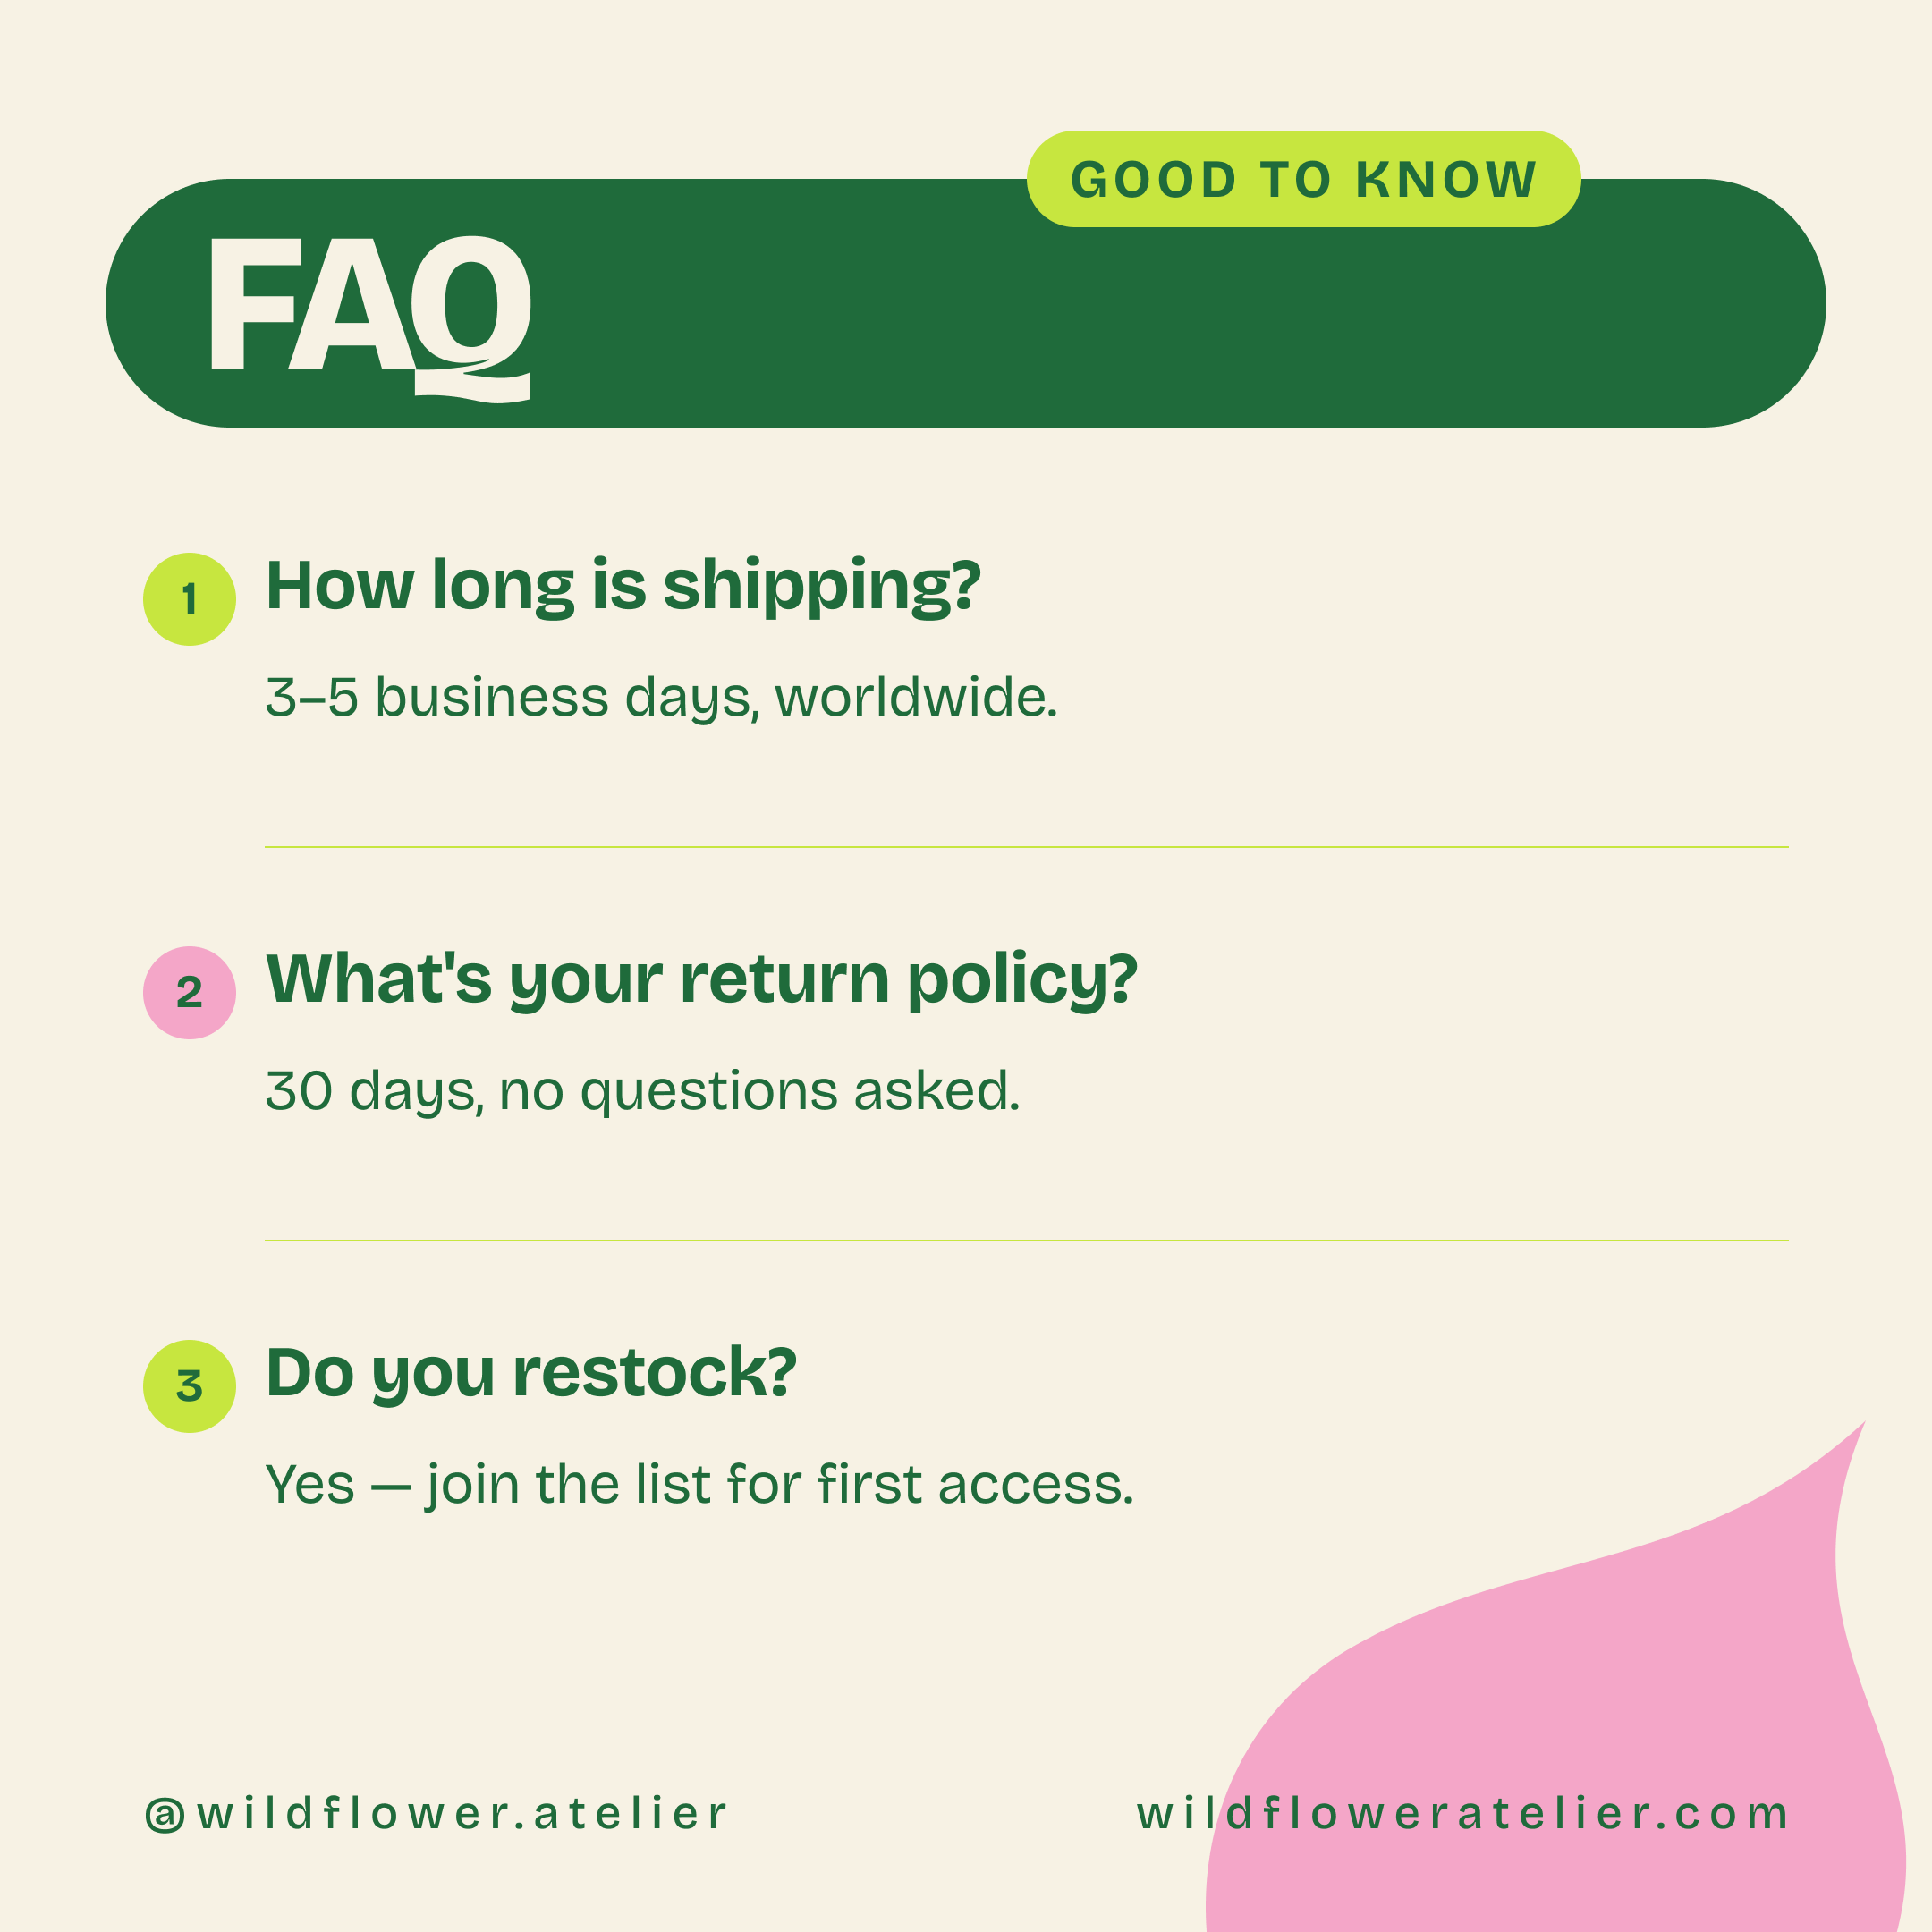 GOOD TO KNOW
FAQ
1 How long is shipping?
3–5 business days, worldwide.
2 What's your return policy?
30 days, no questions asked.
3 Do you restock?
Yes — join the list for first access.
@wildflower.atelier
wildfloweratelier.com